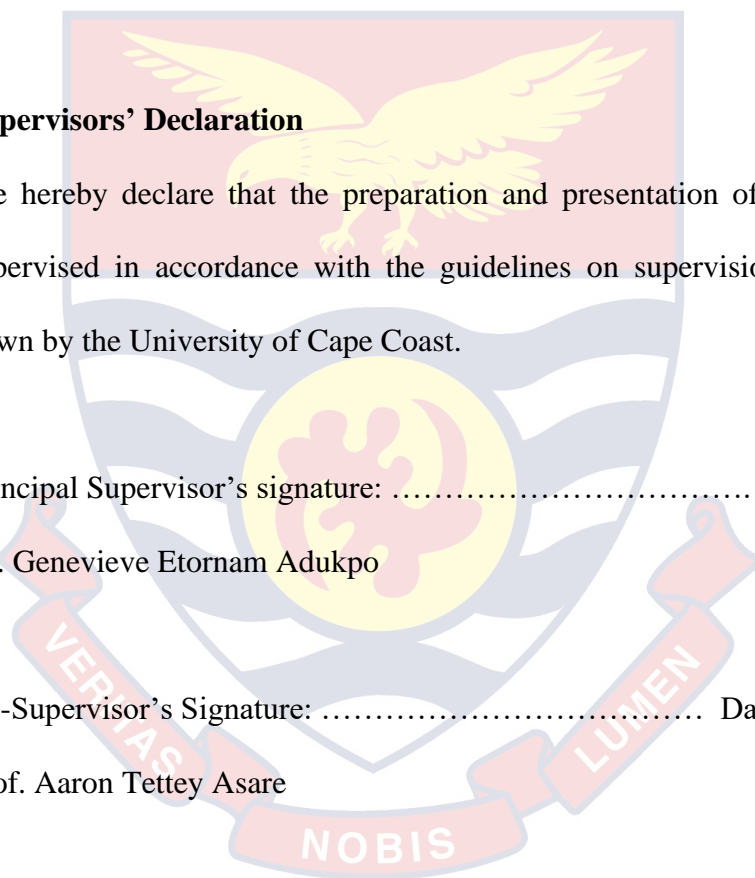 pervisors’ Declaration
e hereby declare that the preparation and presentation of
pervised in accordance with the guidelines on supervisio
wn by the University of Cape Coast.
ncipal Supervisor’s signature: ……………………………….
. Genevieve Etornam Adukpo
-Supervisor’s Signature: ……………………………… Da
of. Aaron Tettey Asare
VERITAS
NOBIS
LUMEN